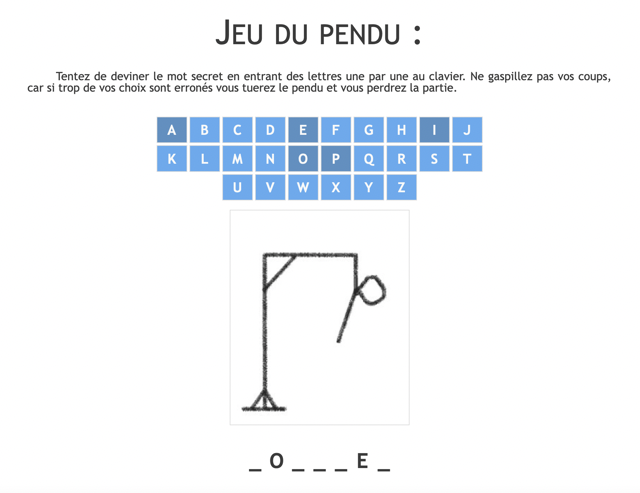 JEU DU PENDU :
Tentez de deviner le mot secret en entrant des lettres une par une au clavier. Ne gaspillez pas vos coups,
car si trop de vos choix sont erronés vous tuerez le pendu et vous perdrez la partie.
A B C D E F G H I J
K L M N O P Q R S T
U V W X Y Z
_ O _ _ _ E _